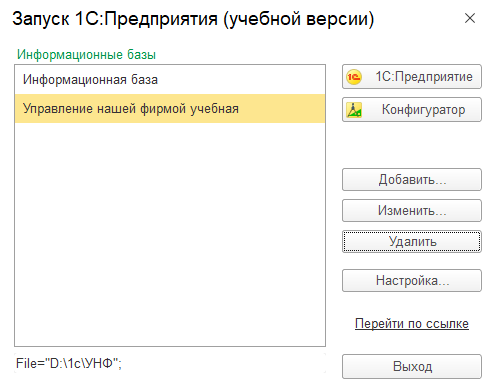 Запуск 1С:Предприятия (учебной версии)
Информационные базы
Информационная база
Управление нашей фирмой учебная
1С:Предприятие
Конфигуратор
Добавить...
Изменить...
Удалить
Настройка...
Перейти по ссылке
File="D:\1с\УНФ";
Выход